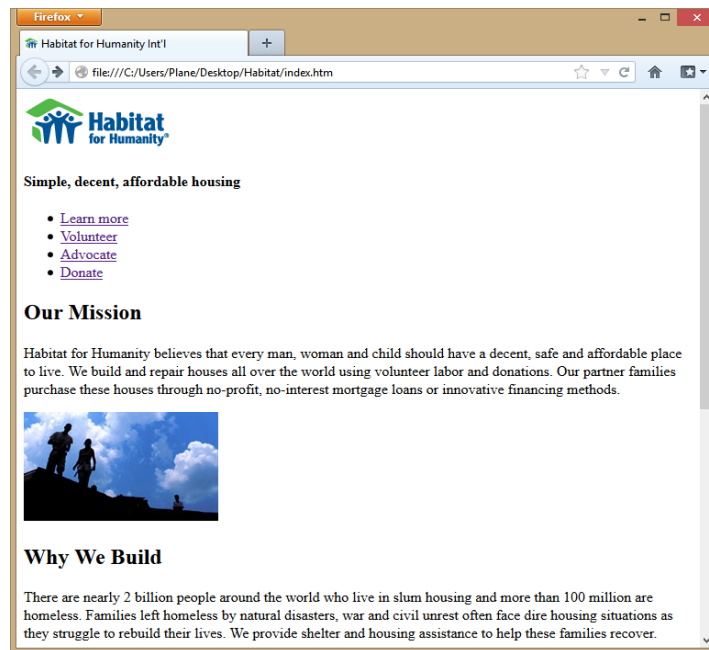 Firefox
Habitat for Humanity Int'l
file:///C:/Users/Plane/Desktop/Habitat/index.htm
Habitat
for Humanity®
Simple, decent, affordable housing
Learn more
Volunteer
Advocate
Donate
Our Mission
Habitat for Humanity believes that every man, woman and child should have a decent, safe and affordable place
to live. We build and repair houses all over the world using volunteer labor and donations. Our partner families
purchase these houses through no-profit, no-interest mortgage loans or innovative financing methods.
Why We Build
There are nearly 2 billion people around the world who live in slum housing and more than 100 million are
homeless. Families left homeless by natural disasters, war and civil unrest often face dire housing situations as
they struggle to rebuild their lives. We provide shelter and housing assistance to help these families recover.